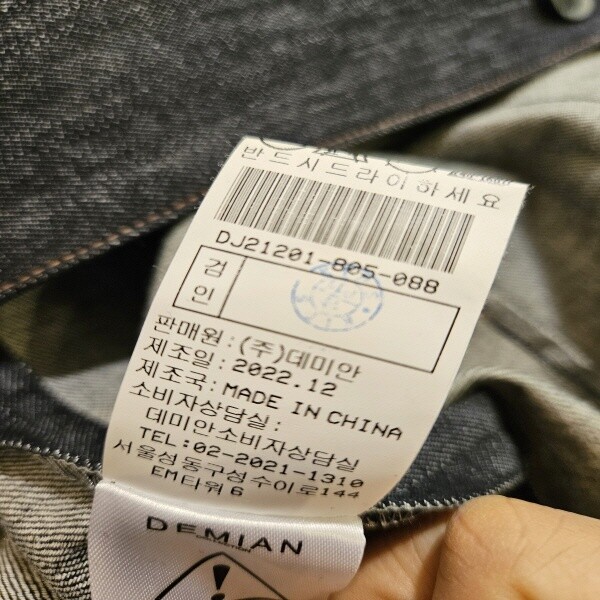 반드시드라이하세요
DJ21201-805-088
검인
판매원:(주)데미안
제조일:2022.12
제조국:MADE IN CHINA
소비자상담실:
데미안소비자상담실
TEL:02-2021-1310
서울성동구성수이로144
EM타워6
DEMIAN